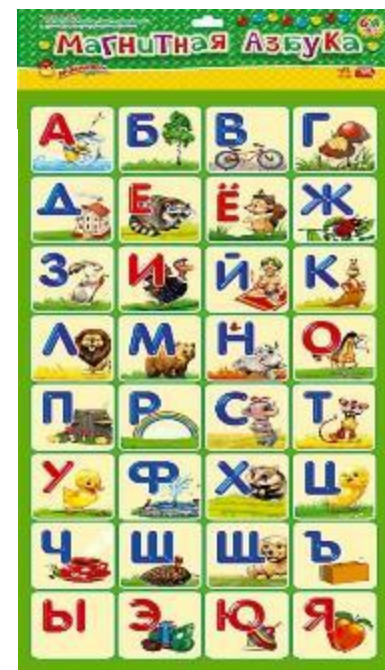 Магнитная Азбука
А Б В Г
Д Е Ё Ж
З И Й К
Л М Н О
П Р С Т
У Ф Х Ц
Ч Ш Щ Ъ
Ы Э Ю Я